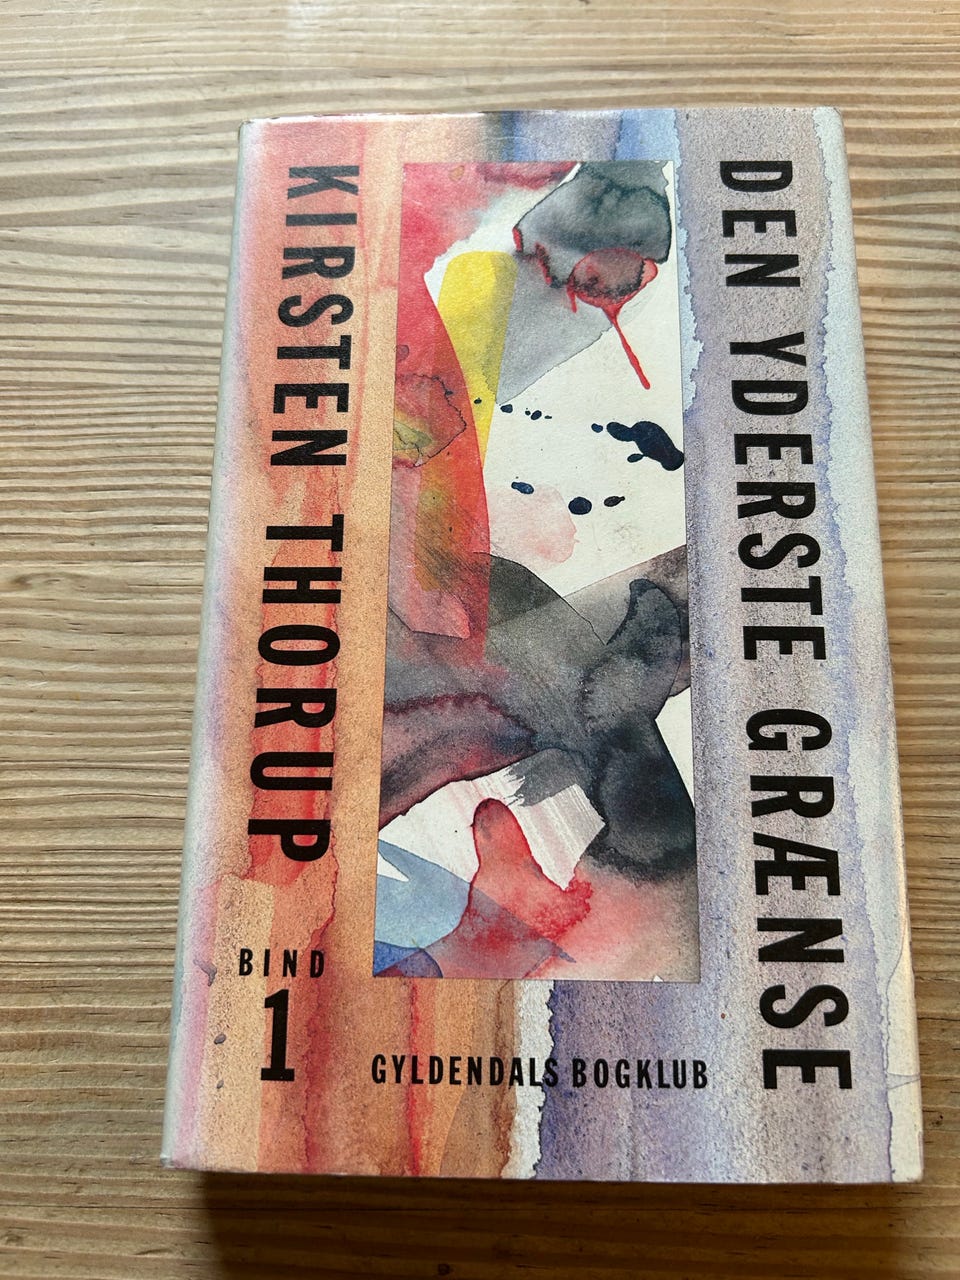 KIRSTEN THORUP
DEN YDERSTE GRÆNSE
BIND
1
GYLDENDALS BOGKLUB